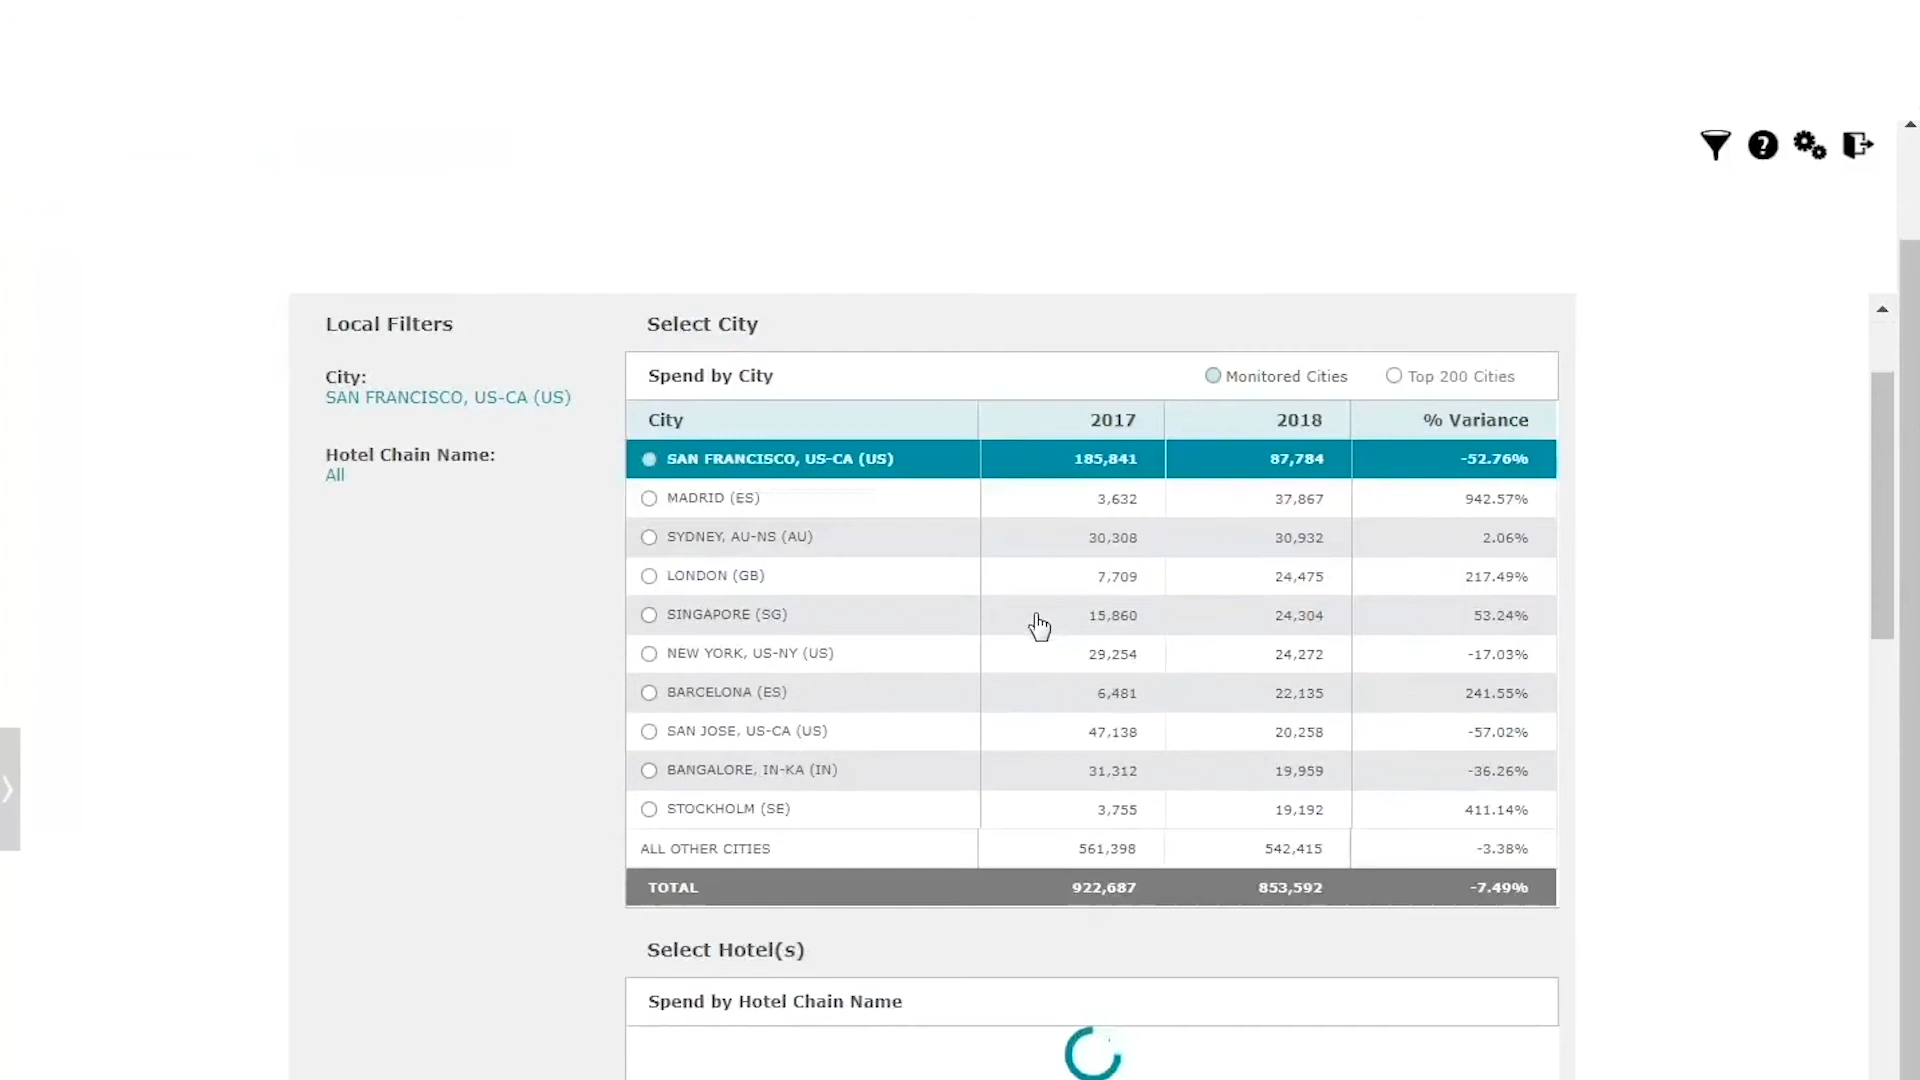 Local Filters
Select City
City:
SAN FRANCISCO, US-CA (US)
Hotel Chain Name:
All
Spend by City Monitored Cities Top 200 Cities
City 2017 2018 % Variance
SAN FRANCISCO, US-CA (US) 185,841 87,784 -52.76%
MADRID (ES) 3,632 37,867 942.57%
SYDNEY, AU-NS (AU) 30,308 30,932 2.06%
LONDON (GB) 7,709 24,475 217.49%
SINGAPORE (SG) 15,860 24,304 53.24%
NEW YORK, US-NY (US) 29,254 24,272 -17.03%
BARCELONA (ES) 6,481 22,135 241.55%
SAN JOSE, US-CA (US) 47,138 20,258 -57.02%
BANGALORE, IN-KA (IN) 31,312 19,959 -36.26%
STOCKHOLM (SE) 3,755 19,192 411.14%
ALL OTHER CITIES 561,398 542,415 -3.38%
TOTAL 922,687 853,592 -7.49%
Select Hotel(s)
Spend by Hotel Chain Name